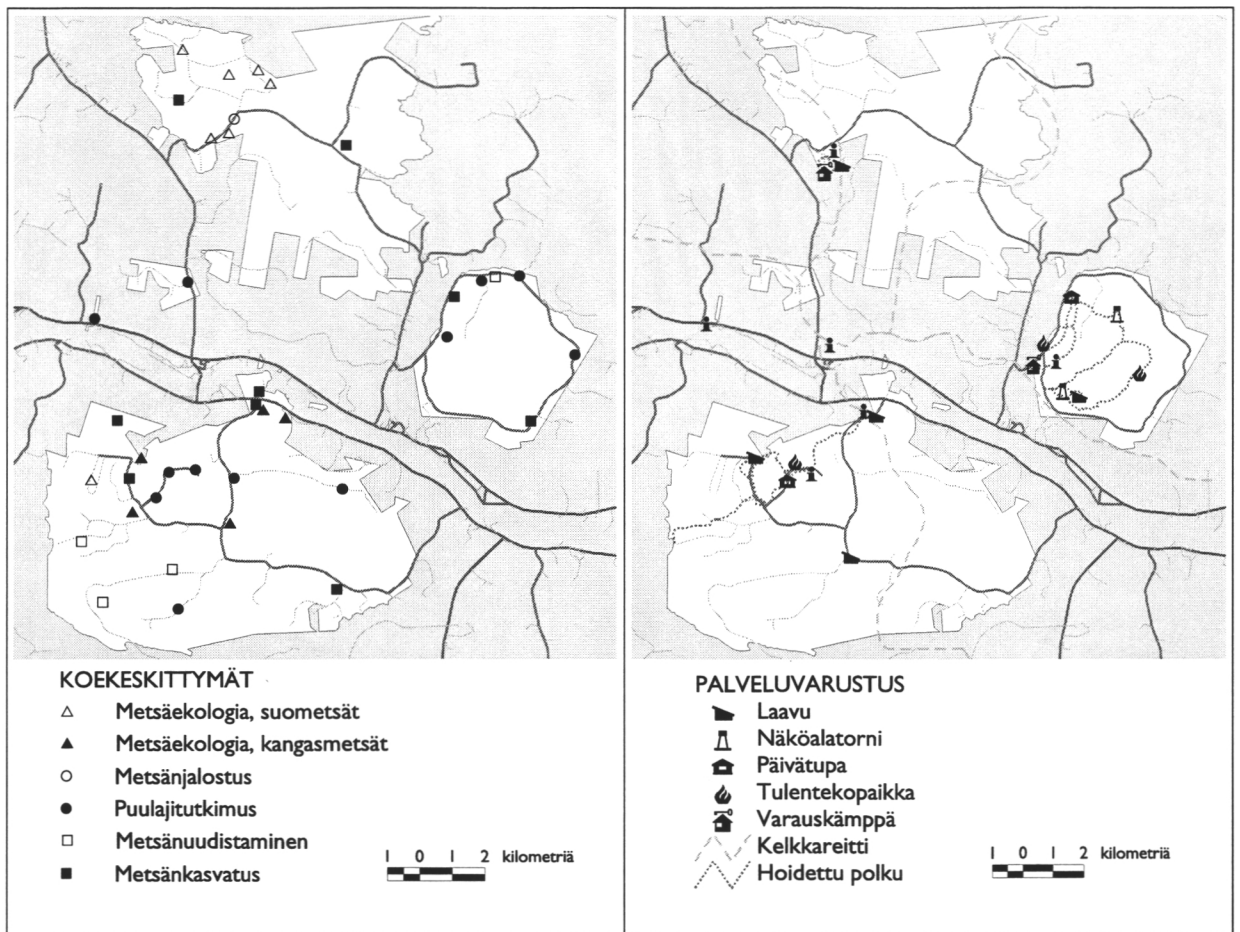 KOEKESKITTYMÄT
Metsäekologia, suometsät
Metsäekologia, kangasmetsät
Metsänjalostus
Puulajitutkimus
Metsänuudistaminen
Metsänkasvatus
1 0 1 2 kilometriä
PALVELUVARUSTUS
Laavu
Näköalatorni
Päivätupa
Tulentekopaikka
Varauskämppä
Kelkkareitti
Hoidettu polku
1 0 1 2 kilometriä